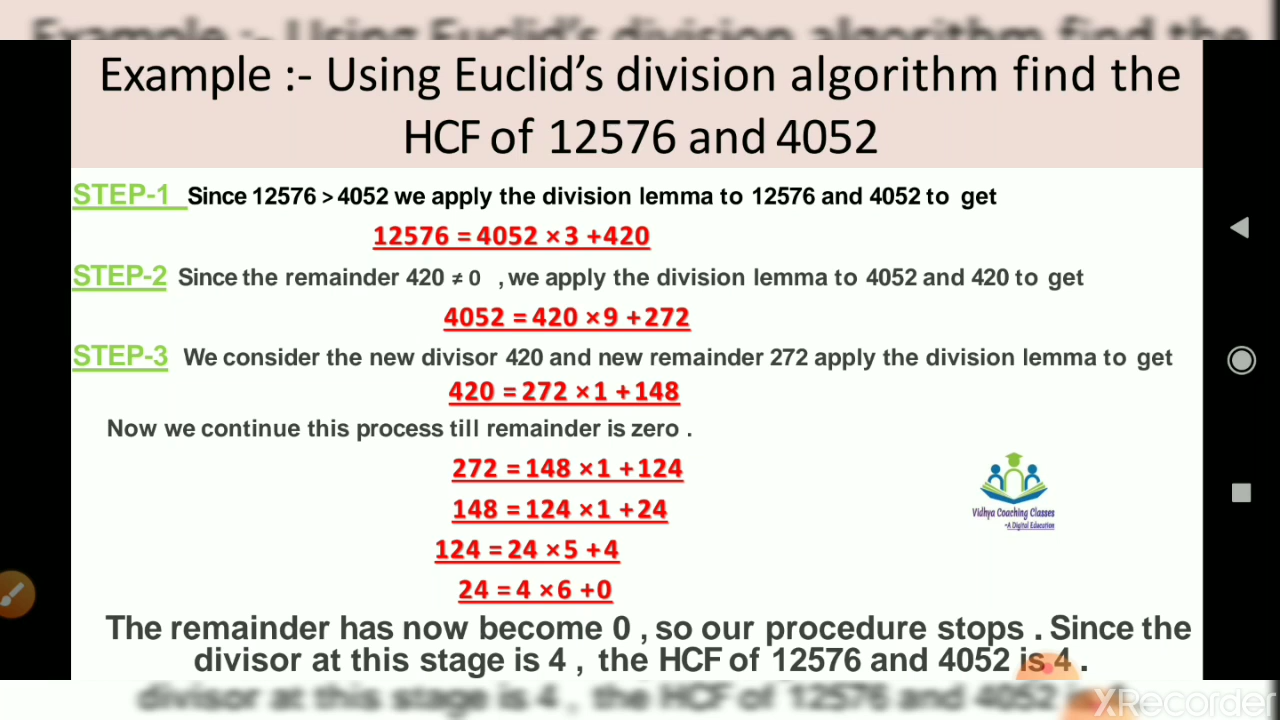 Example :- Using Euclid’s division algorithm find the
HCF of 12576 and 4052
STEP-1 Since 12576 > 4052 we apply the division lemma to 12576 and 4052 to get
12576 = 4052 ×3 +420
STEP-2 Since the remainder 420 ≠ 0 , we apply the division lemma to 4052 and 420 to get
4052 = 420 ×9 +272
STEP-3 We consider the new divisor 420 and new remainder 272 apply the division lemma to get
420 = 272 ×1 +148
Now we continue this process till remainder is zero .
272 = 148 ×1 +124
148 = 124 ×1 +24
124 = 24 ×5 +4
24 = 4 ×6 +0
Vidhya Coaching Classes
-A Digital Education
The remainder has now become 0 , so our procedure stops . Since the
divisor at this stage is 4 , the HCF of 12576 and 4052 is 4 .
XRecorder